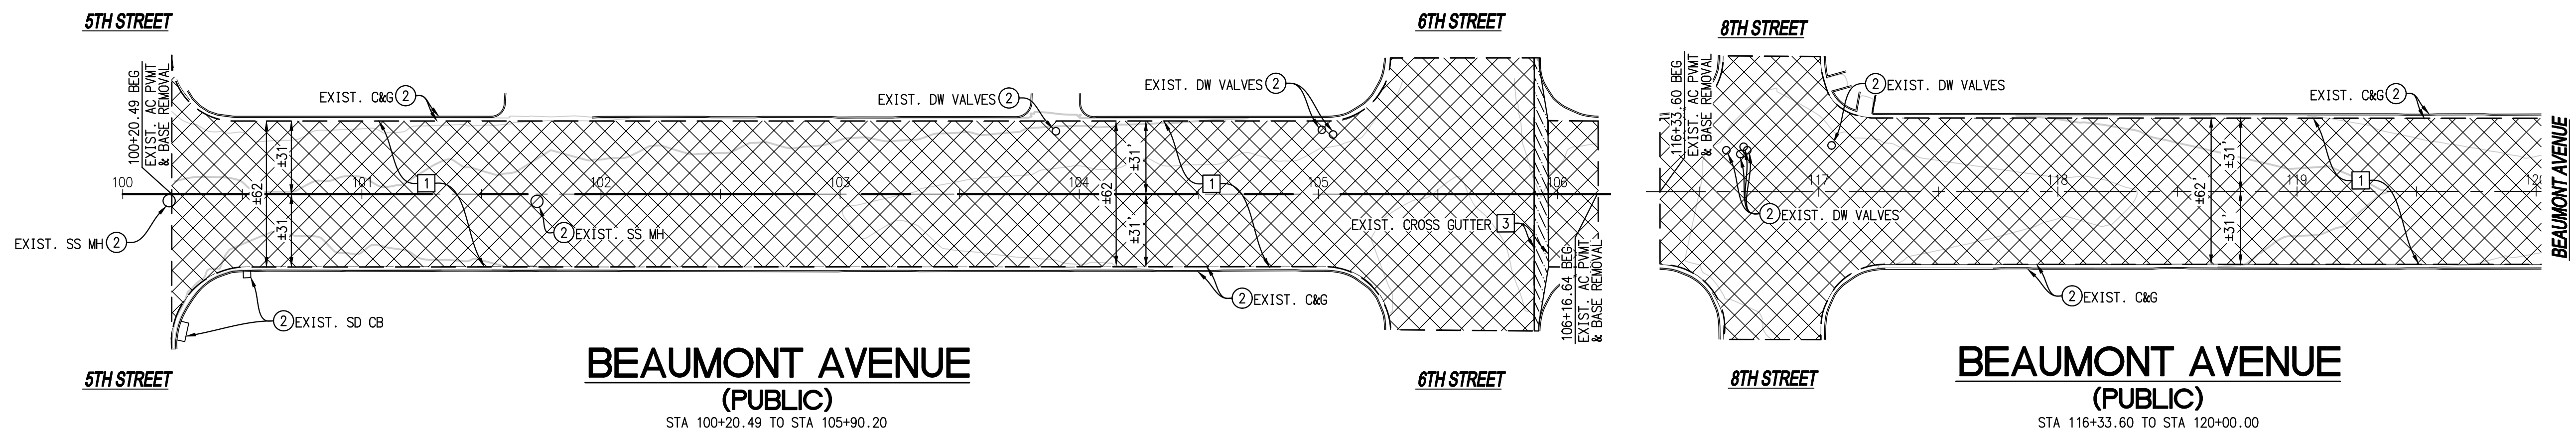 5TH STREET
6TH STREET
8TH STREET
100+20.49 BEG
EXIST. AC PVMT
& BASE REMOVAL
EXIST. C&G 2
EXIST. DW VALVES 2
EXIST. DW VALVES 2
116+33.60 BEG
EXIST. AC PVMT
& BASE REMOVAL
2 EXIST. DW VALVES
EXIST. C&G 2
BEAUMONT AVENUE
±62
±31
±31
±62
±31'
±31'
±62'
±31'
±31'
100
101
1
102
103
104
1
105
106
117
118
119
1
EXIST. SS MH 2
2 EXIST. SS MH
EXIST. CROSS GUTTER 3
2 EXIST. DW VALVES
106+16.64 BEG
EXIST. AC PVMT
& BASE REMOVAL
2 EXIST. SD CB
2 EXIST. C&G
2 EXIST. C&G
5TH STREET
6TH STREET
8TH STREET
BEAUMONT AVENUE
(PUBLIC)
STA 100+20.49 TO STA 105+90.20
BEAUMONT AVENUE
(PUBLIC)
STA 116+33.60 TO STA 120+00.00